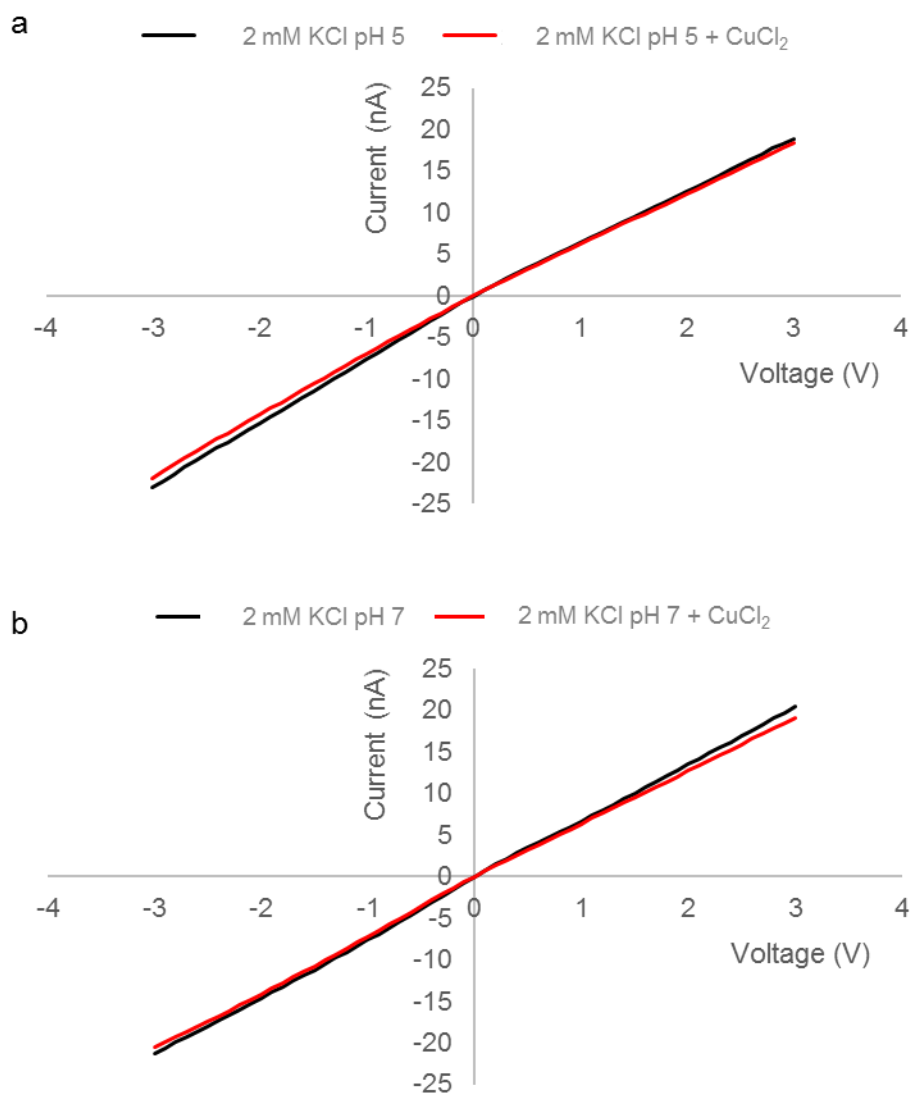 a
2 mM KCl pH 5 2 mM KCl pH 5 + CuCl₂
Current (nA)
25
20
15
10
5
0
-5
-10
-15
-20
-25
-4 -3 -2 -1 0 1 2 3 4
Voltage (V)
b
2 mM KCl pH 7 2 mM KCl pH 7 + CuCl₂
Current (nA)
25
20
15
10
5
0
-5
-10
-15
-20
-25
-4 -3 -2 -1 0 1 2 3 4
Voltage (V)